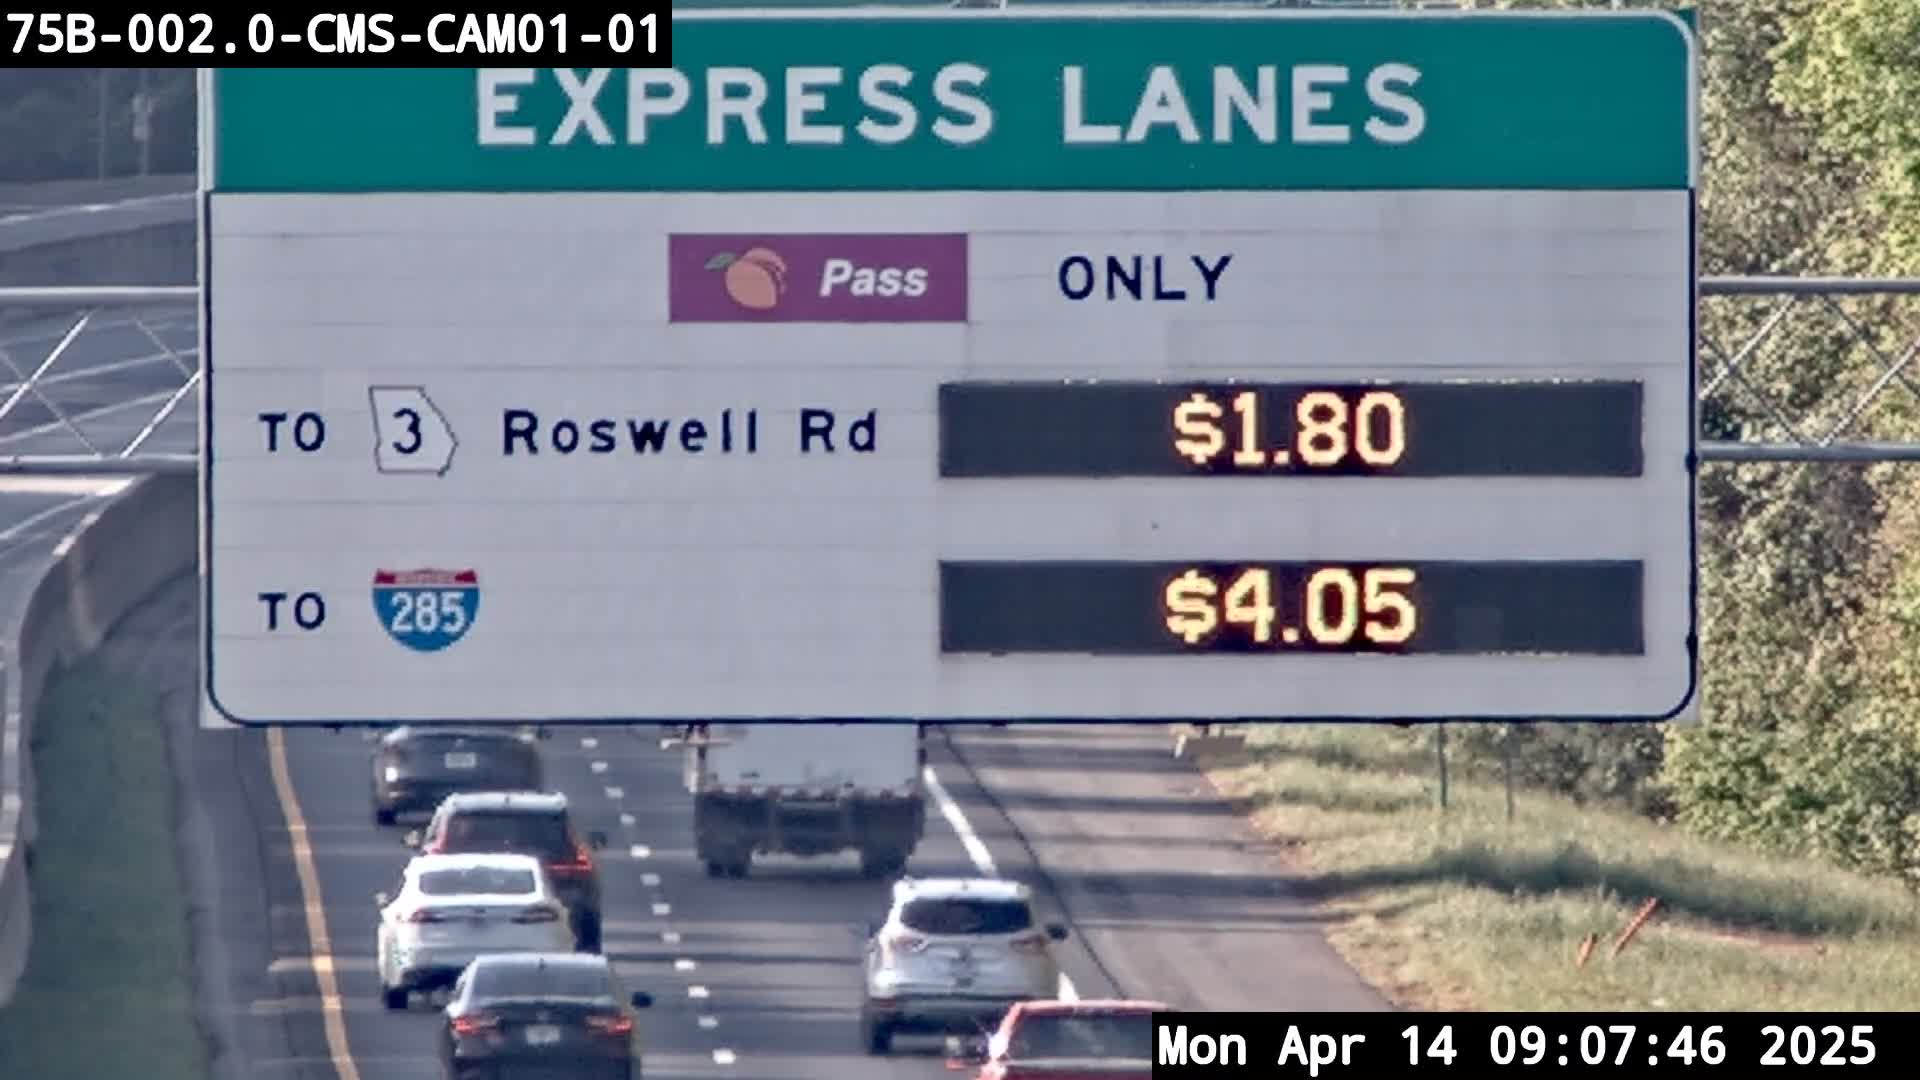 75B-002.0-CMS-CAM01-01
EXPRESS LANES
Pass ONLY
TO 3 Roswell Rd $1.80
TO 285 $4.05
Mon Apr 14 09:07:46 2025